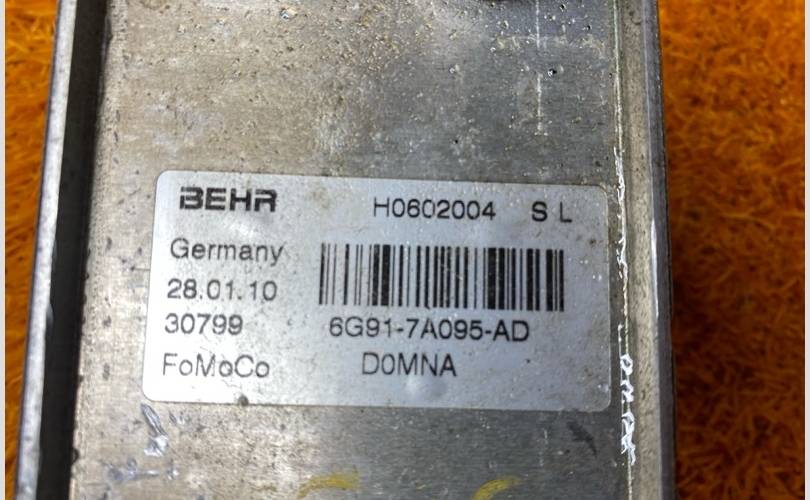 BEHR H0602004 S L
Germany
28.01.10
30799 6G91-7A095-AD
FoMoCo D0MNA